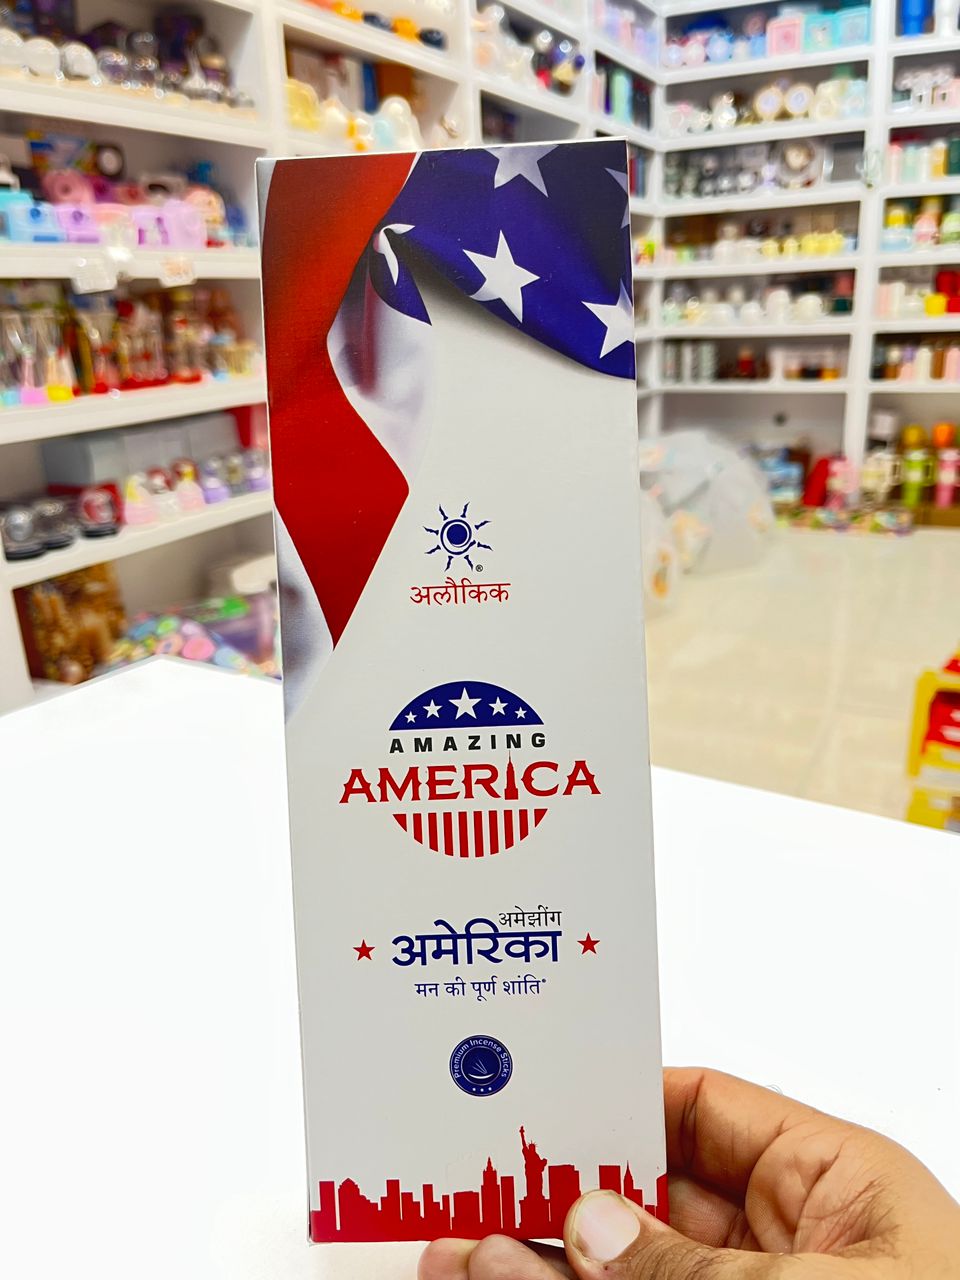 ®
अलौकिक
AMAZING
AMERICA
अमेझींग
अमेरिका
मन की पूर्ण शांति*
Premium Incense Sticks